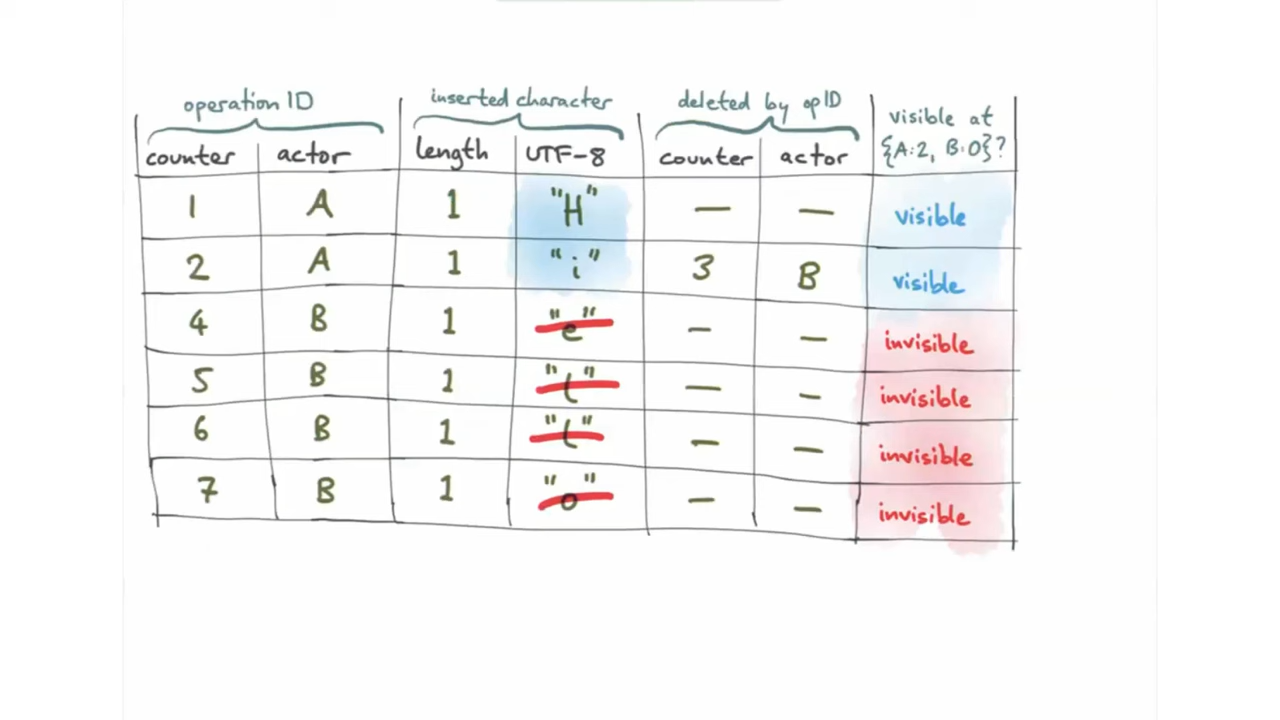 operation ID inserted character deleted by opID visible at
counter actor length UTF-8 counter actor {A:2, B:0}?
1 A 1 "H" — — visible
2 A 1 "i" 3 B visible
4 B 1 "e" — — invisible
5 B 1 "l" — — invisible
6 B 1 "l" — — invisible
7 B 1 "o" — — invisible